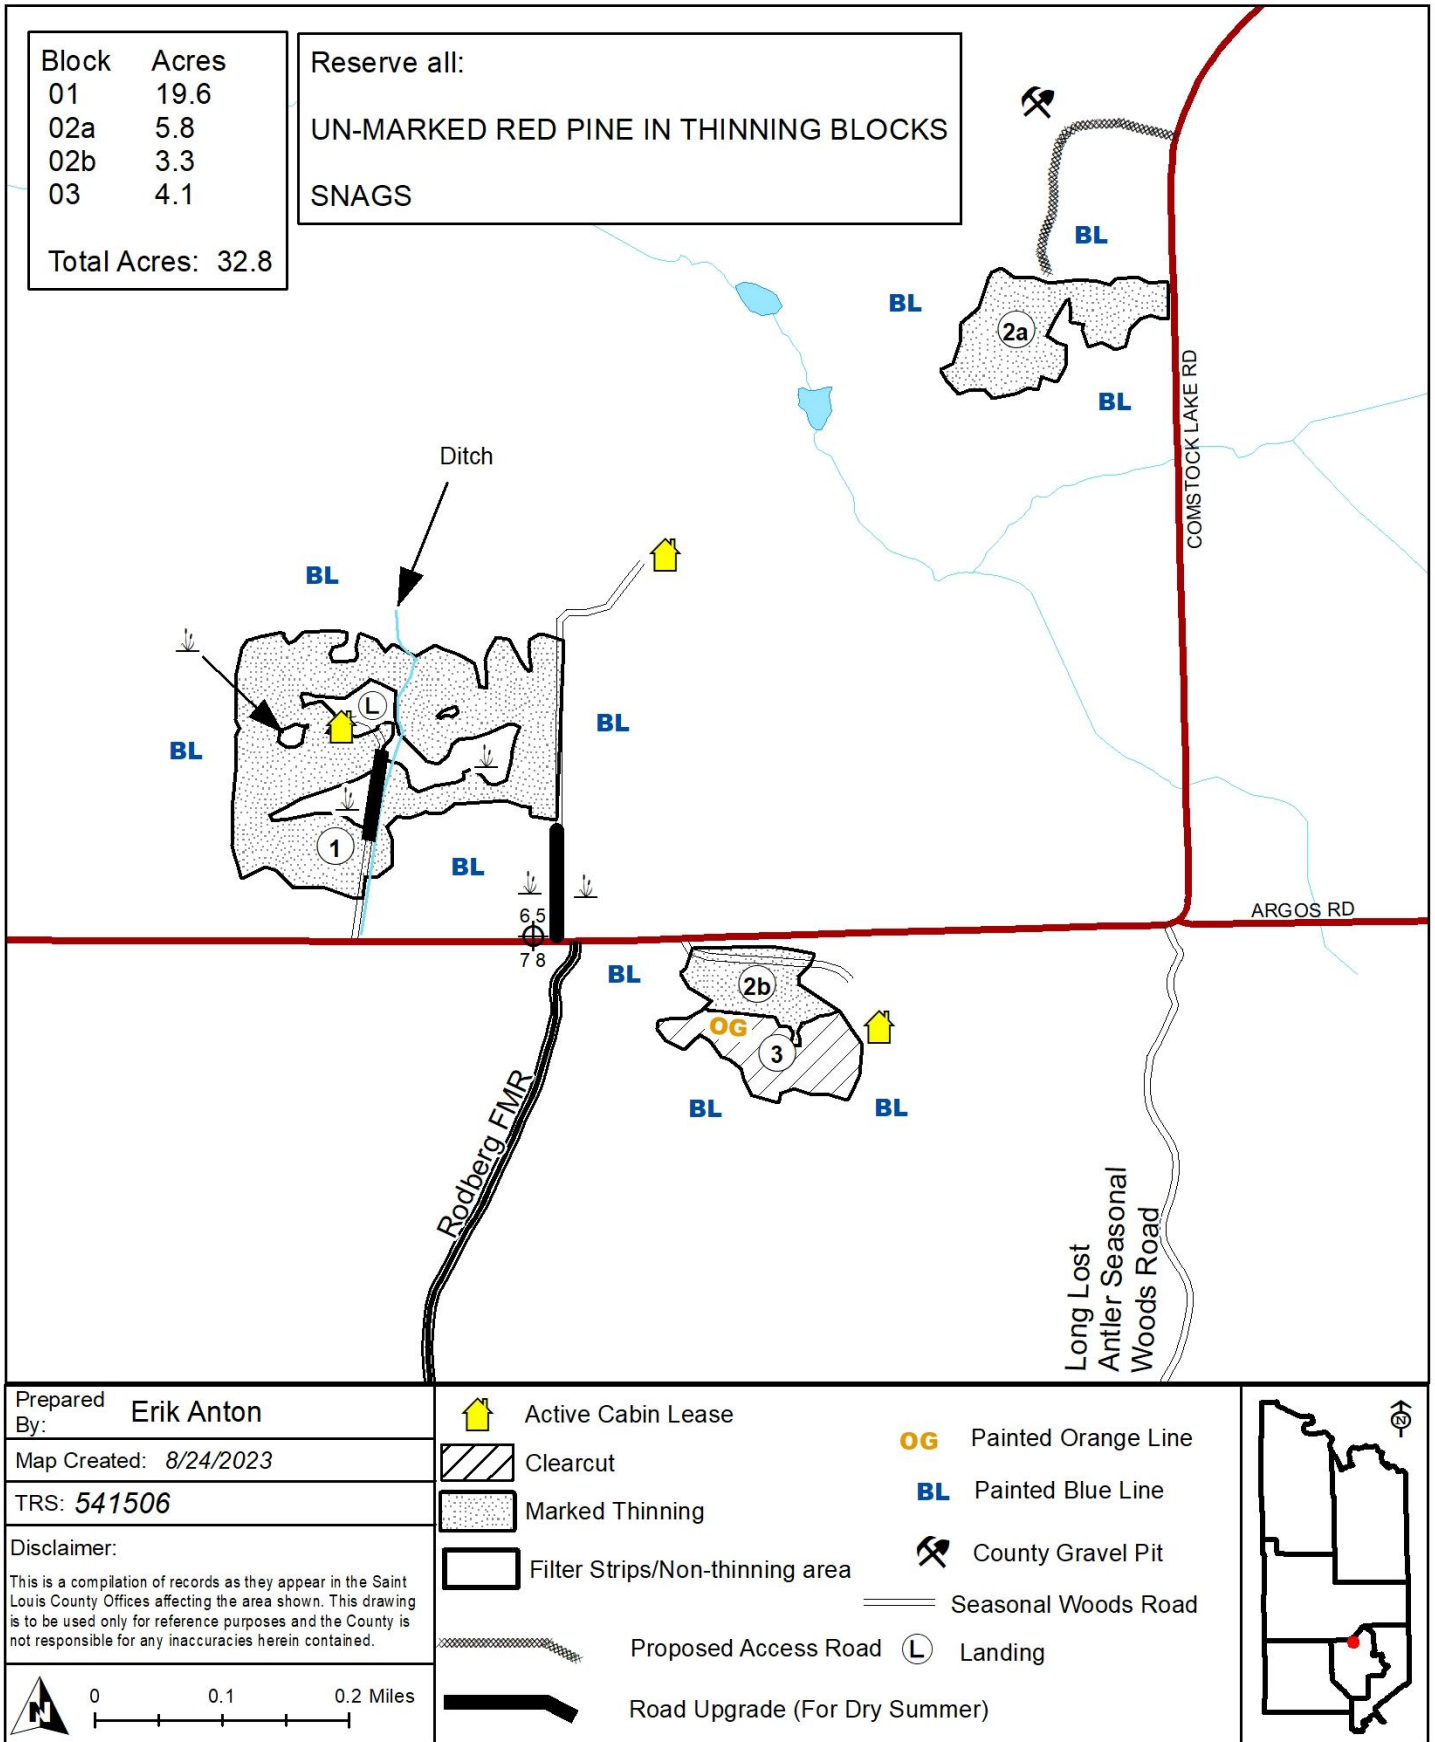 Block Acres
01 19.6
02a 5.8
02b 3.3
03 4.1
Total Acres: 32.8
Reserve all:
UN-MARKED RED PINE IN THINNING BLOCKS
SNAGS
BL
BL
2a
BL
COMSTOCK LAKE RD
Ditch
BL
L
BL
BL
1
BL
6 5
7 8
ARGOS RD
BL
2b
OG
3
BL
BL
Rodberg FMR
Long Lost
Antler Seasonal
Woods Road
Prepared
By: Erik Anton
Map Created: 8/24/2023
TRS: 541506
Disclaimer:
This is a compilation of records as they appear in the Saint
Louis County Offices affecting the area shown. This drawing
is to be used only for reference purposes and the County is
not responsible for any inaccuracies herein contained.
N
0 0.1 0.2 Miles
Active Cabin Lease
Clearcut
Marked Thinning
Filter Strips/Non-thinning area
Proposed Access Road
Road Upgrade (For Dry Summer)
OG Painted Orange Line
BL Painted Blue Line
County Gravel Pit
Seasonal Woods Road
L Landing
N